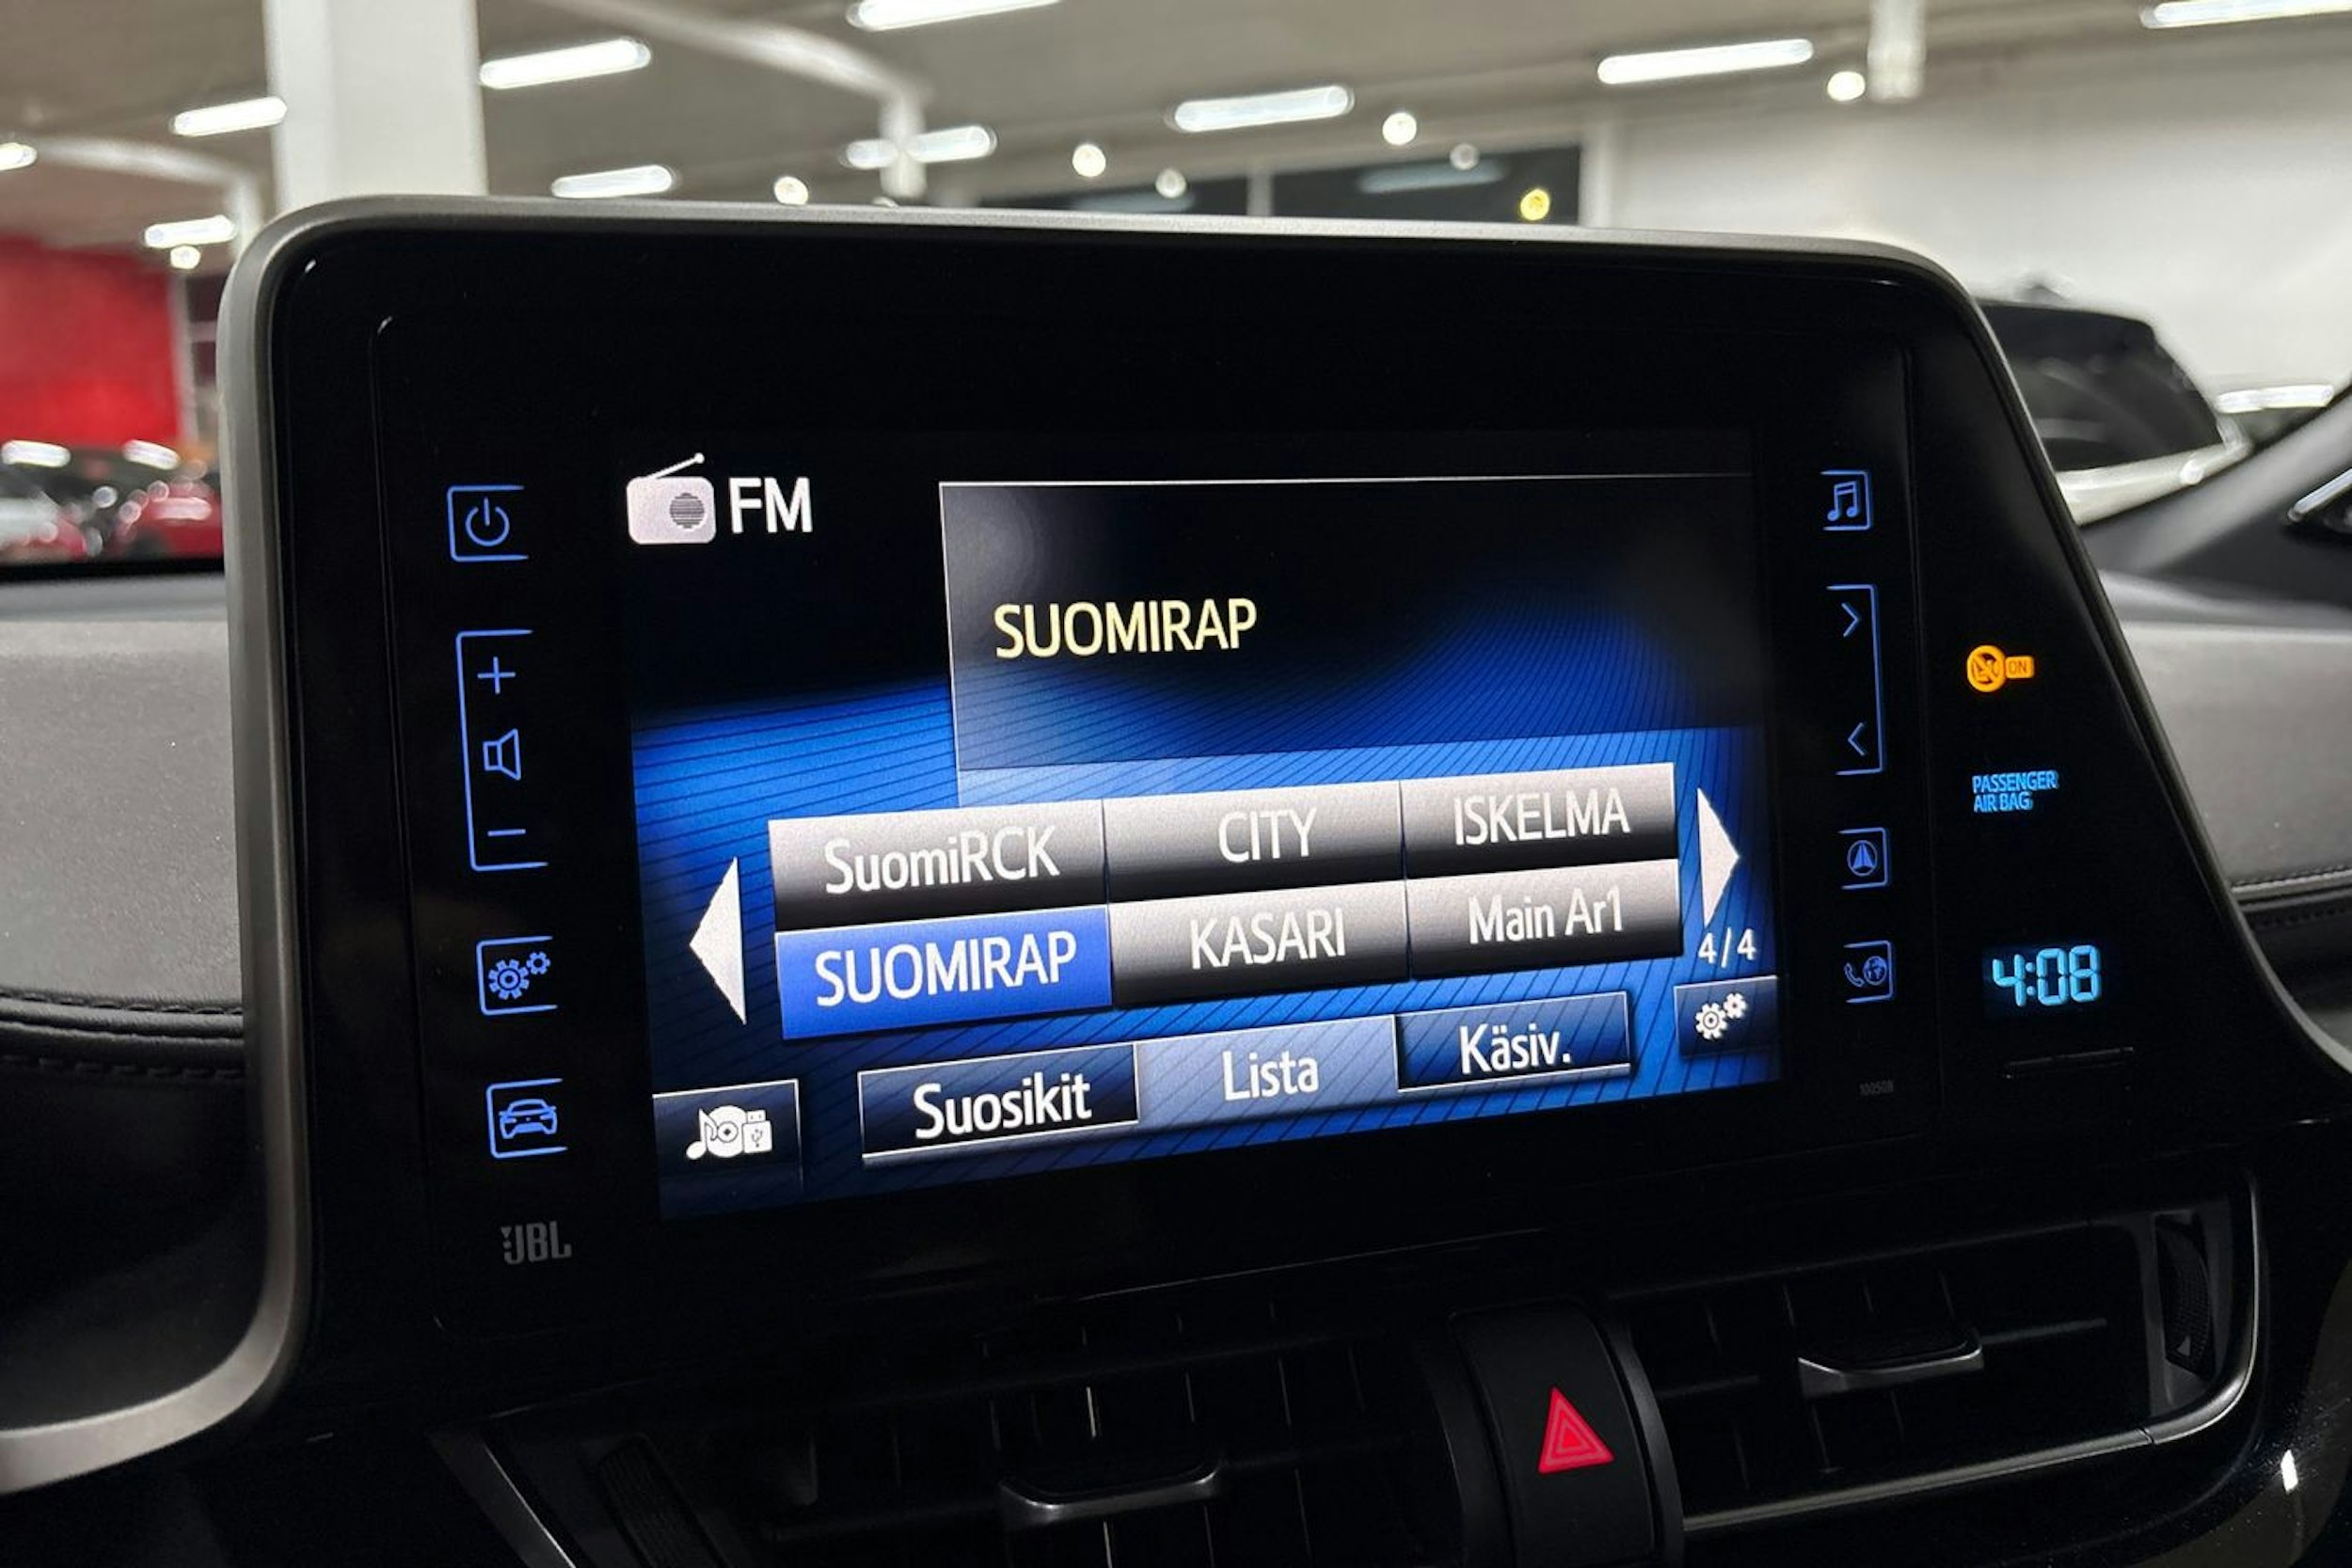 FM
SUOMIRAP
SuomiRCK CITY ISKELMA
SUOMIRAP KASARI Main Ar1
4/4
Suosikit Lista Käsiv.
JBL
ON
PASSENGER
AIR BAG
4:08